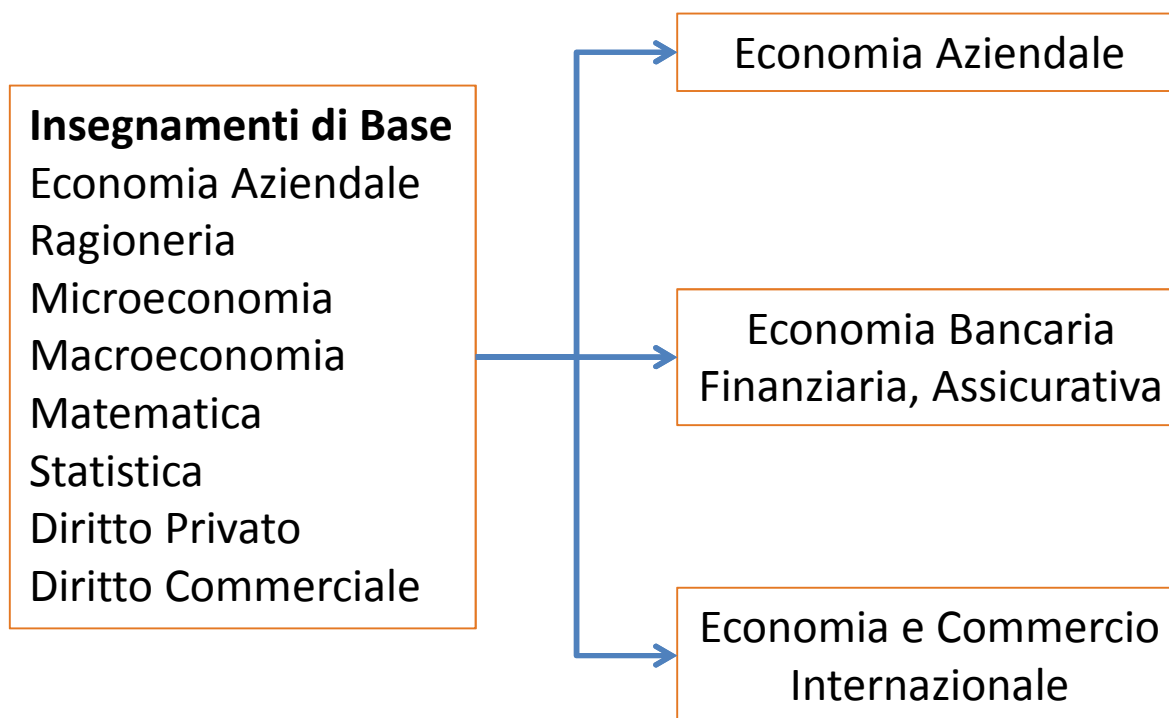 Insegnamenti di Base
Economia Aziendale
Ragioneria
Microeconomia
Macroeconomia
Matematica
Statistica
Diritto Privato
Diritto Commerciale
Economia Aziendale
Economia Bancaria
Finanziaria, Assicurativa
Economia e Commercio
Internazionale